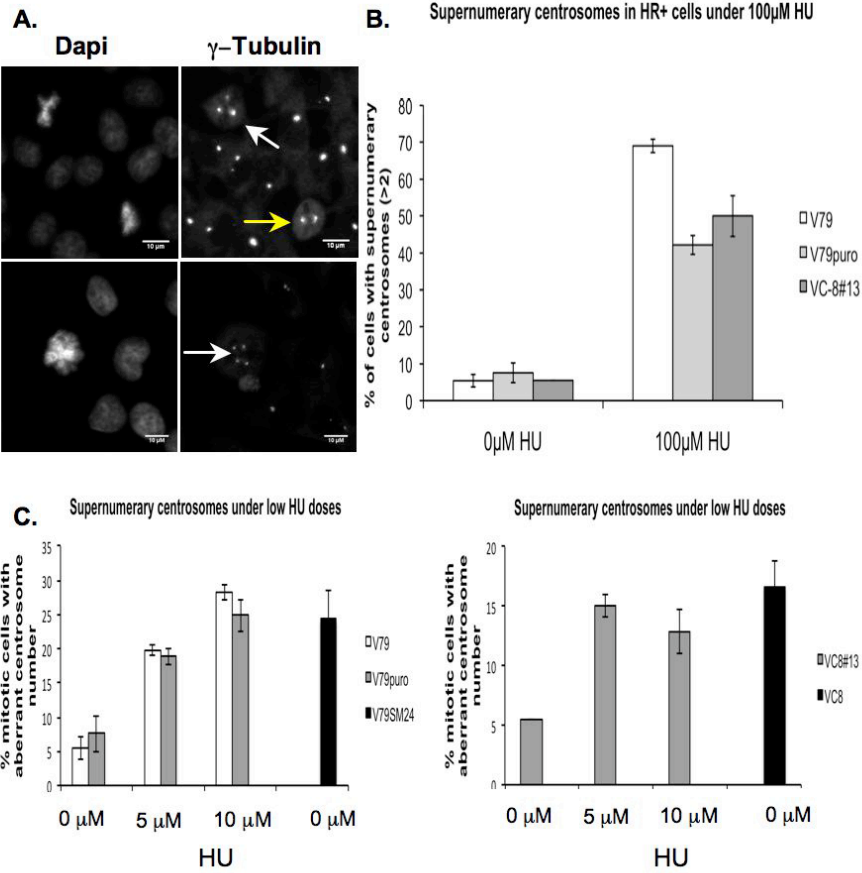 A.
Dapi
γ–Tubulin
10 µm
10 µm
10 µm
10 µm
B.
Supernumerary centrosomes in HR+ cells under 100µM HU
% of cells with supernumerary
centrosomes (>2)
80
70
60
50
40
30
20
10
0
0µM HU
100µM HU
V79
V79puro
VC-8#13
C.
Supernumerary centrosomes under low HU doses
% mitotic cells with
aberrant centrosome
number
35
30
25
20
15
10
5
0
0 µM
5 µM
10 µM
0 µM
HU
V79
V79puro
V79SM24
Supernumerary centrosomes under low HU doses
% mitotic cells with
aberrant centrosome
number
20
15
10
5
0
0 µM
5 µM
10 µM
0 µM
HU
VC8#13
VC8